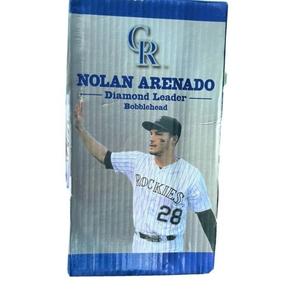 CR
NOLAN ARENADO
Diamond Leader
Bobblehead
ROCKIES
28